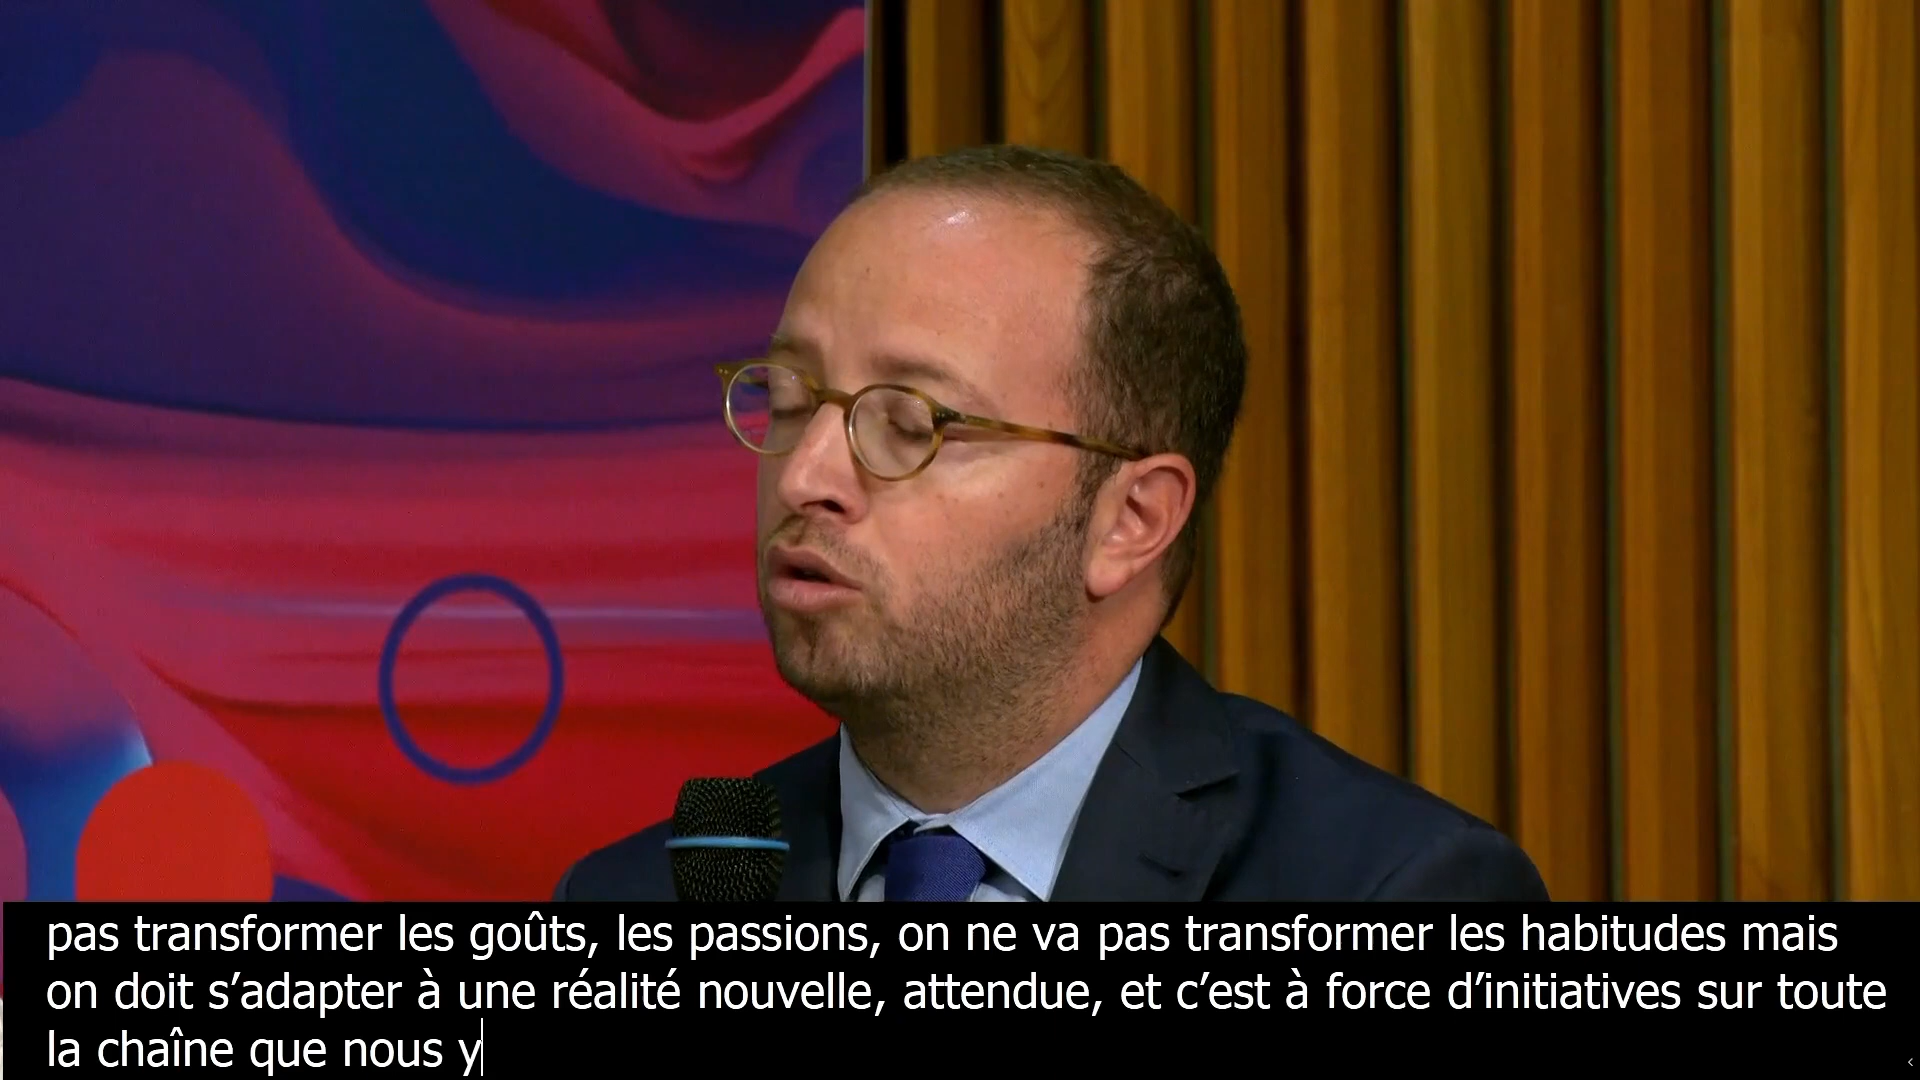 pas transformer les goûts, les passions, on ne va pas transformer les habitudes mais
on doit s’adapter à une réalité nouvelle, attendue, et c’est à force d’initiatives sur toute
la chaîne que nous y